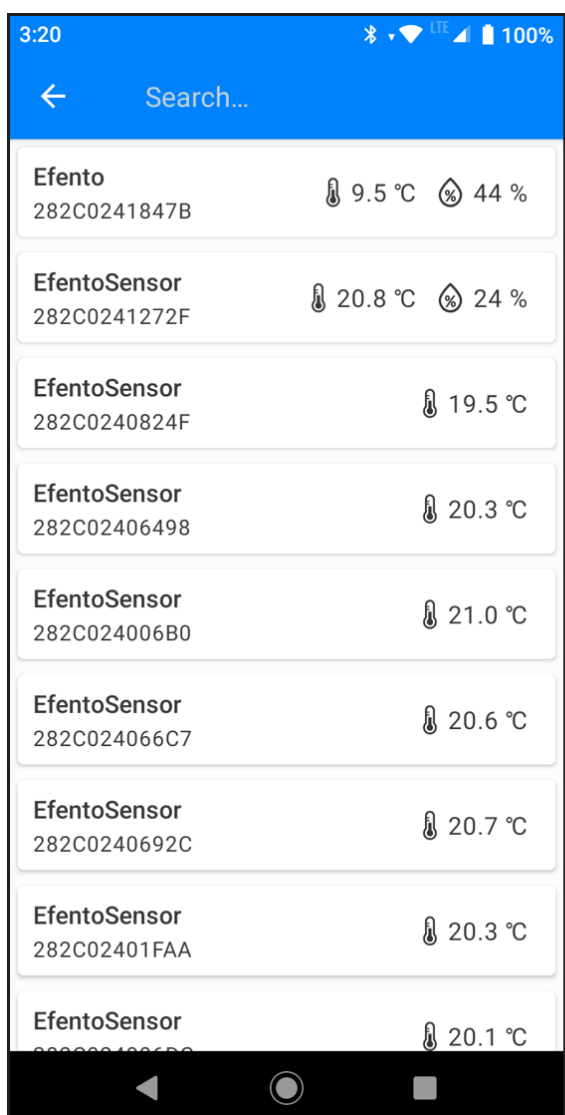 3:20 LTE 100%
Search...
Efento
282C0241847B
9.5 ℃ % 44 %
EfentoSensor
282C0241272F
20.8 ℃ % 24 %
EfentoSensor
282C0240824F
19.5 ℃
EfentoSensor
282C02406498
20.3 ℃
EfentoSensor
282C024006B0
21.0 ℃
EfentoSensor
282C024066C7
20.6 ℃
EfentoSensor
282C0240692C
20.7 ℃
EfentoSensor
282C02401FAA
20.3 ℃
EfentoSensor
20.1 ℃